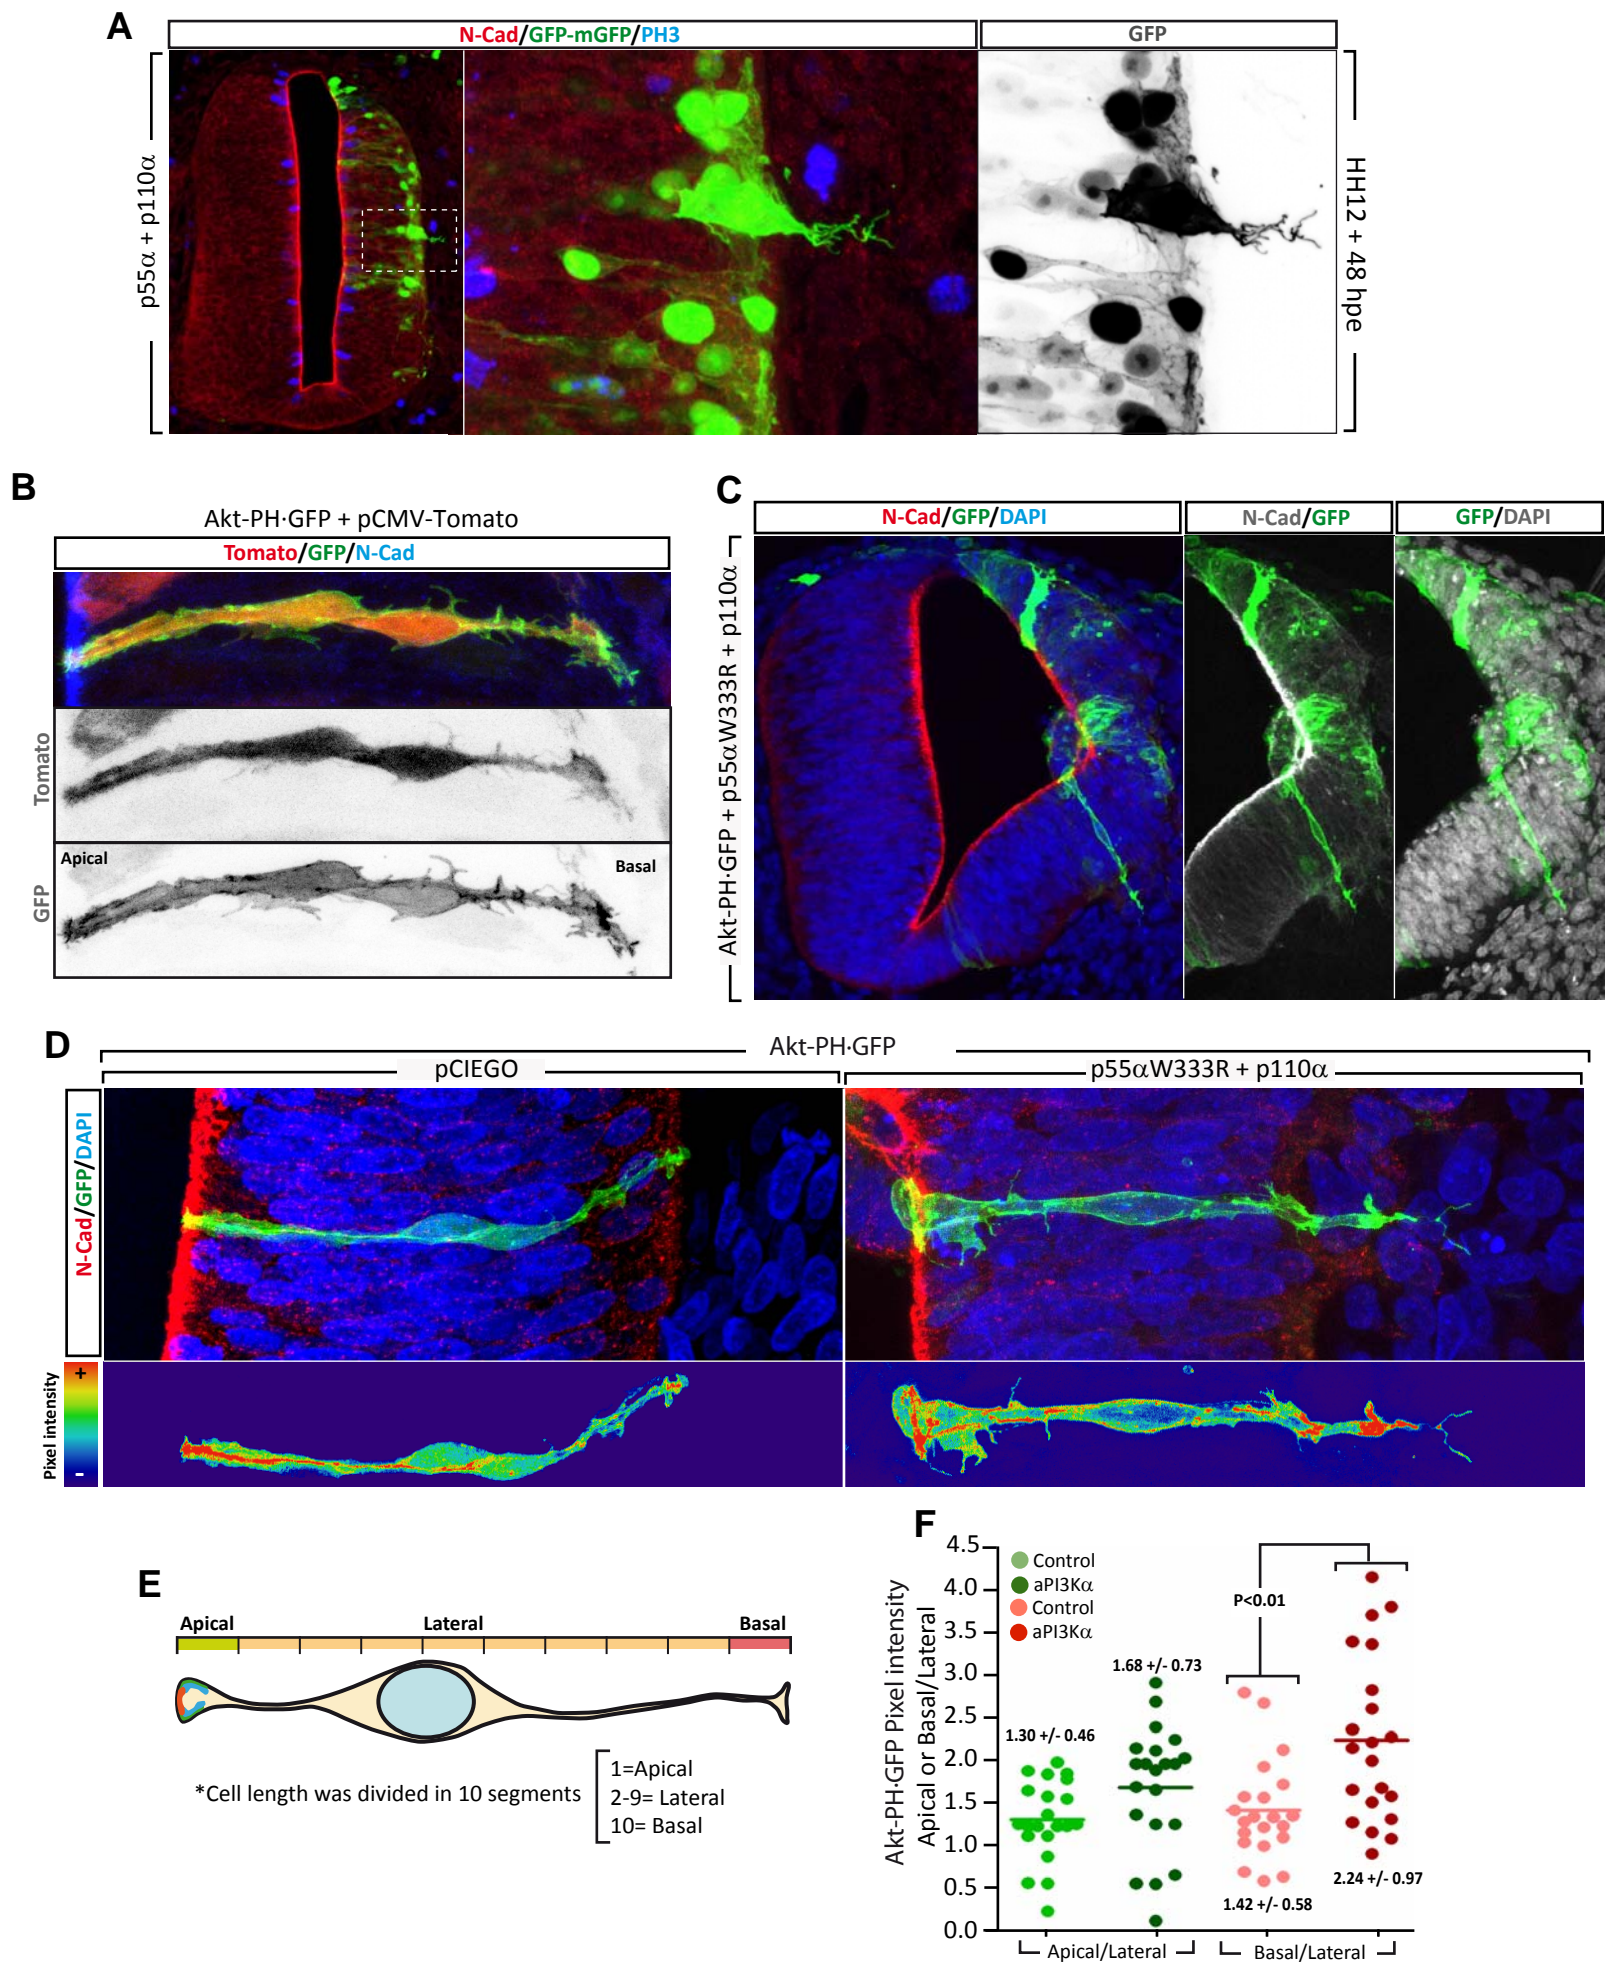 A
N-Cad/GFP-mGFP/PH3
GFP
p55α + p110α
HH12 + 48 hpe
B
Akt-PH·GFP + pCMV-Tomato
Tomato/GFP/N-Cad
Tomato
GFP
Apical
Basal
C
N-Cad/GFP/DAPI
N-Cad/GFP
GFP/DAPI
Akt-PH·GFP + p55αW333R + p110α
D
Akt-PH·GFP
pCIEGO
p55αW333R + p110α
N-Cad/GFP/DAPI
Pixel intensity
+
-
E
Apical
Lateral
Basal
*Cell length was divided in 10 segments
1=Apical
2-9= Lateral
10= Basal
F
Akt-PH·GFP Pixel intensity
Apical or Basal/Lateral
4.5
4.0
3.5
3.0
2.5
2.0
1.5
1.0
0.5
0.0
Control
aPI3Kα
Control
aPI3Kα
P<0.01
1.30 +/- 0.46
1.68 +/- 0.73
1.42 +/- 0.58
2.24 +/- 0.97
Apical/Lateral
Basal/Lateral